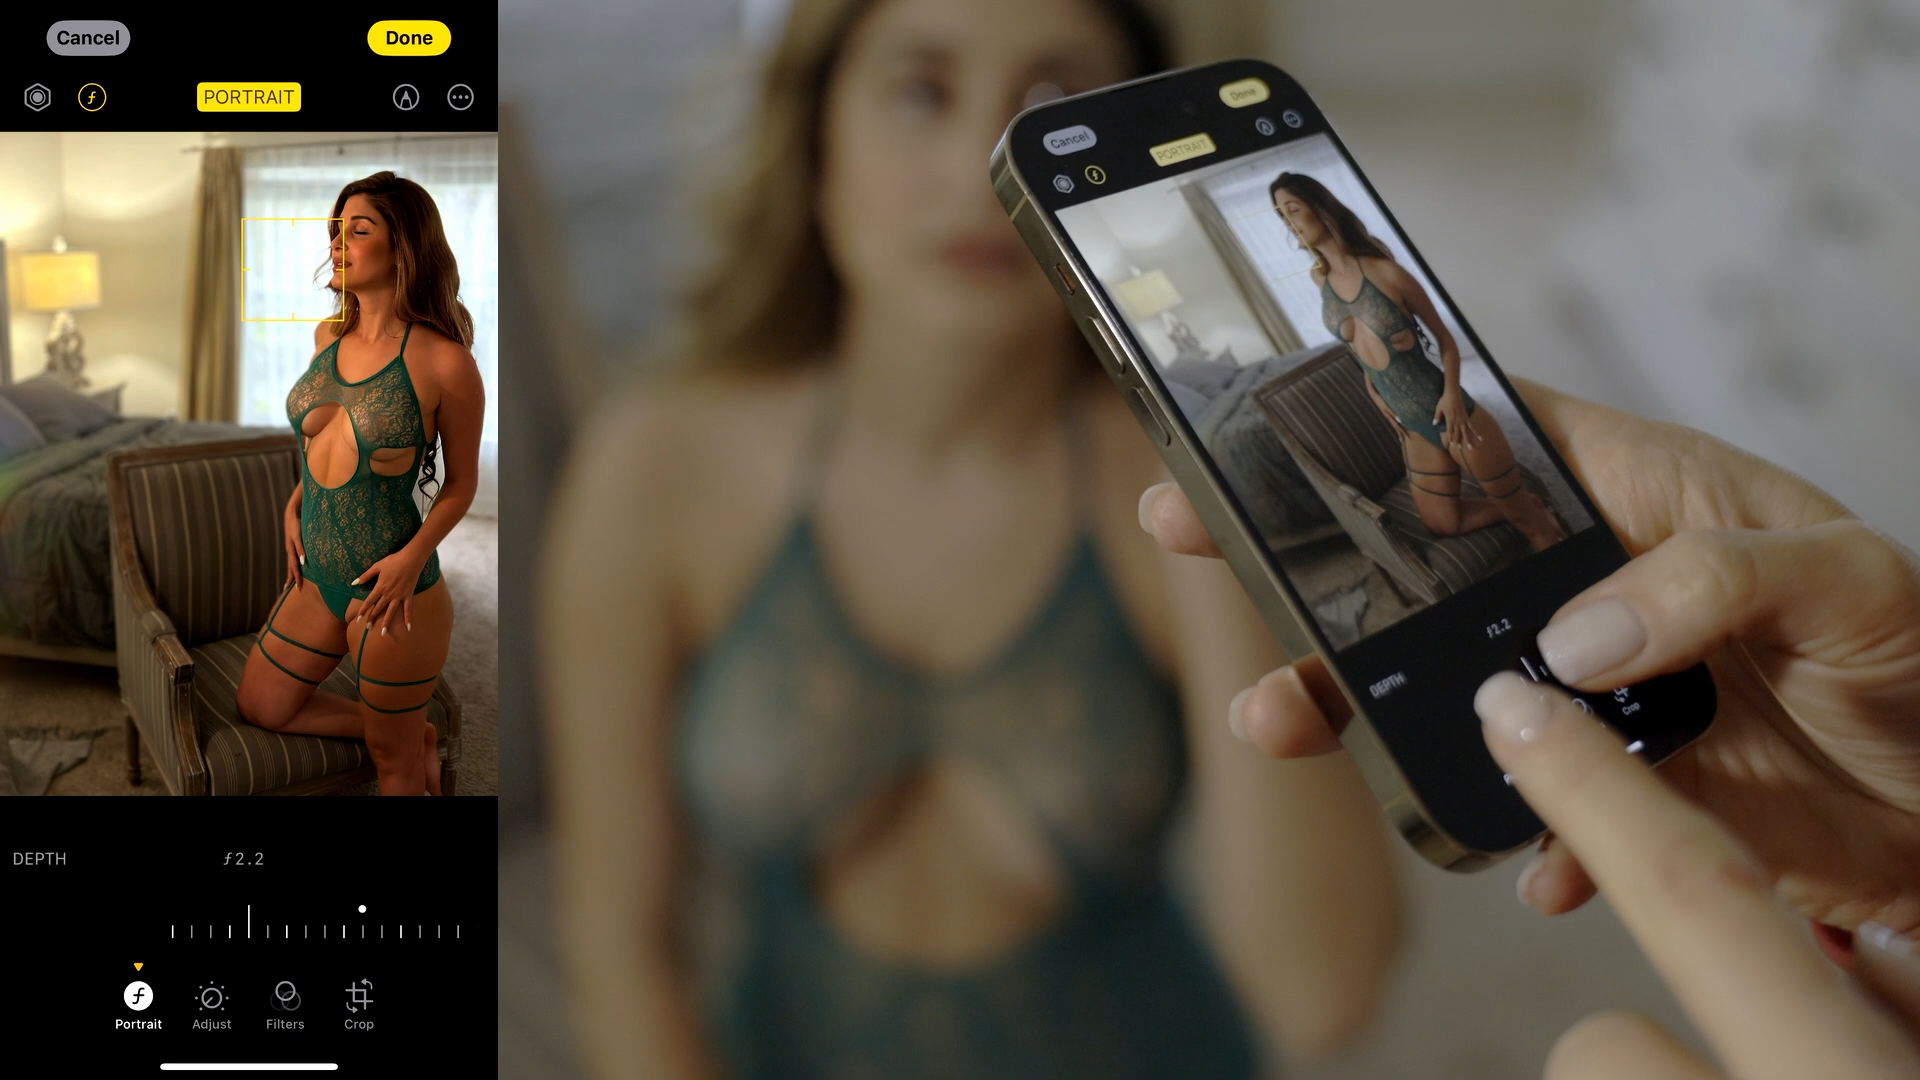 Cancel
Done
PORTRAIT
DEPTH
ƒ2.2
Portrait
Adjust
Filters
Crop
Cancel
Done
PORTRAIT
ƒ2.2
DEPTH
Crop